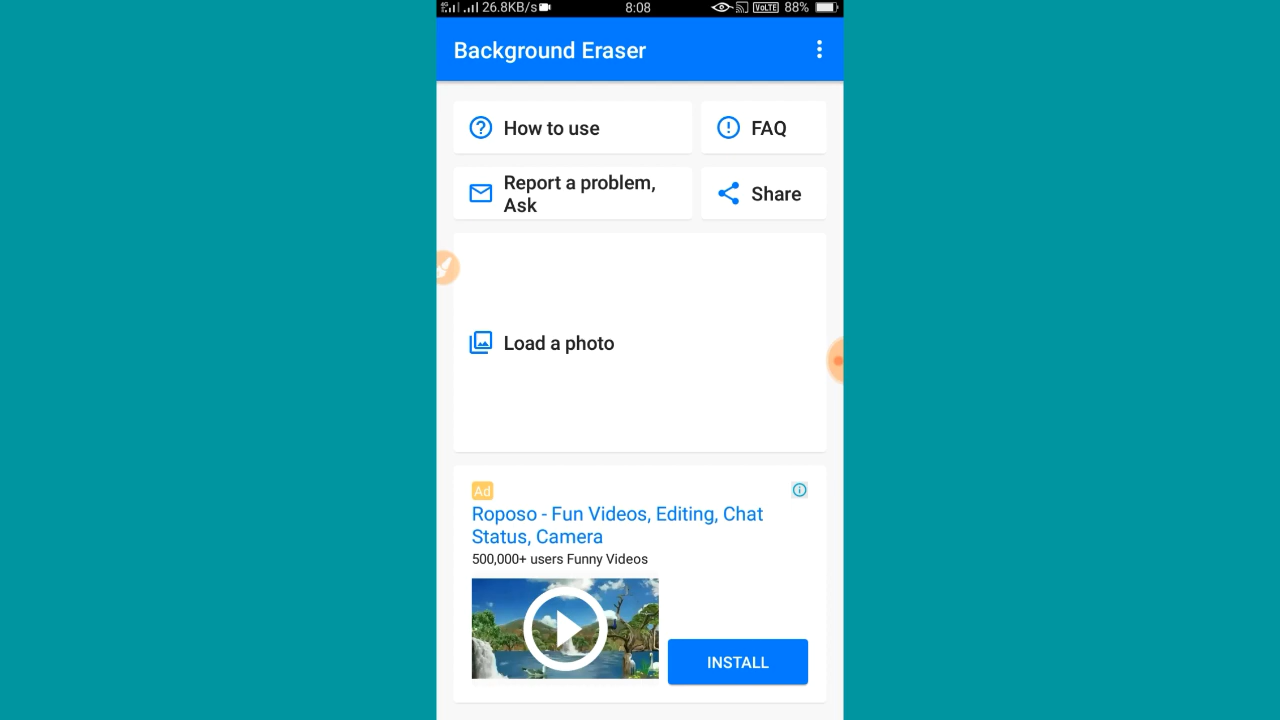 4G 26.8KB/s 8:08 VoLTE 88%
Background Eraser
How to use
FAQ
Report a problem,
Ask
Share
Load a photo
Ad
Roposo - Fun Videos, Editing, Chat
Status, Camera
500,000+ users Funny Videos
INSTALL